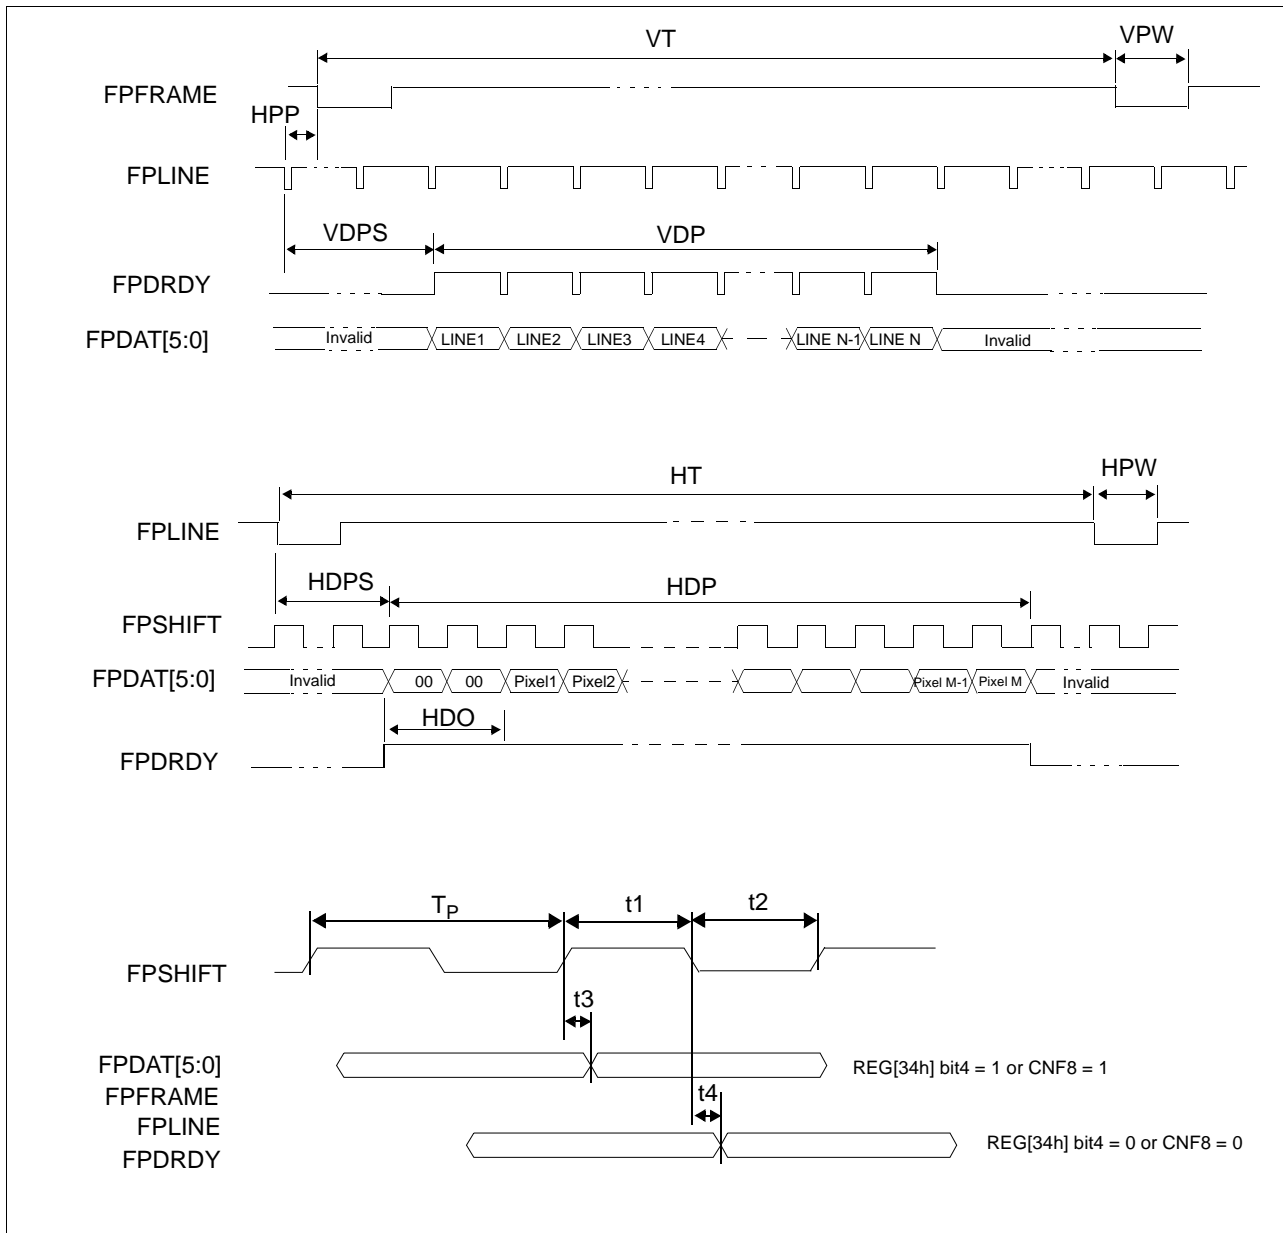 VT
VPW
FPFRAME
HPP
FPLINE
VDPS
VDP
FPDRDY
FPDAT[5:0]
Invalid
LINE1
LINE2
LINE3
LINE4
LINE N-1
LINE N
Invalid
HT
HPW
FPLINE
HDPS
HDP
FPSHIFT
FPDAT[5:0]
Invalid
00
00
Pixel1
Pixel2
Pixel M-1
Pixel M
Invalid
HDO
FPDRDY
TP
t1
t2
FPSHIFT
t3
FPDAT[5:0]
REG[34h] bit4 = 1 or CNF8 = 1
FPFRAME
t4
FPLINE
FPDRDY
REG[34h] bit4 = 0 or CNF8 = 0